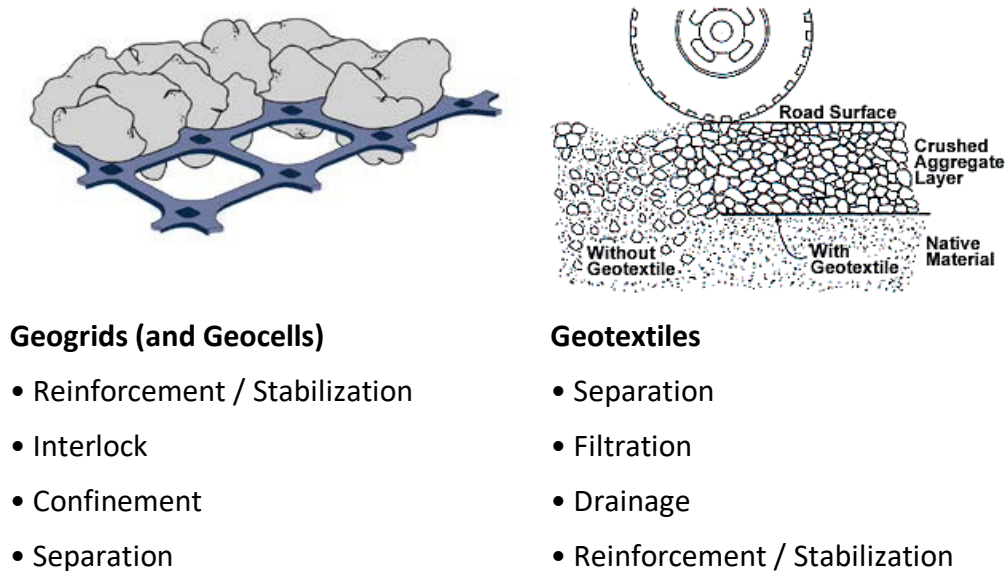 Road Surface
Crushed
Aggregate
Layer
Without
Geotextile
With
Geotextile
Native
Material
Geogrids (and Geocells)
• Reinforcement / Stabilization
• Interlock
• Confinement
• Separation
Geotextiles
• Separation
• Filtration
• Drainage
• Reinforcement / Stabilization